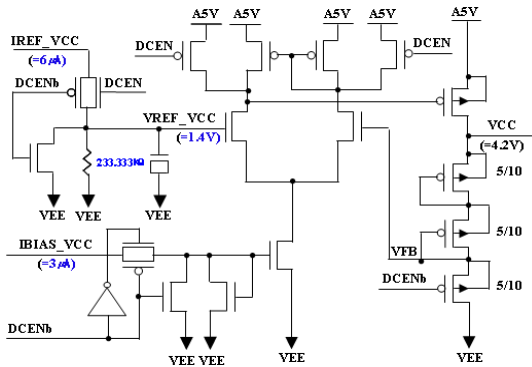 A5V A5V A5V A5V
IREF_VCC
(=6㎂)
DCEN DCEN
DCENb DCEN
VREF_VCC
(=1.4V)
VCC
(=4.2V)
233.333㏀
5/10
VEE VEE VEE
5/10
IBIAS_VCC
(=3㎂)
VFB
5/10
DCENb
DCENb
VEE VEE VEE VEE